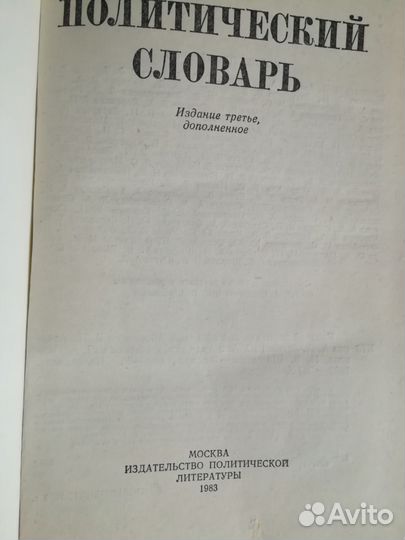 ПОЛИТИЧЕСКИЙ
СЛОВАРЬ
Издание третье,
дополненное
МОСКВА
ИЗДАТЕЛЬСТВО ПОЛИТИЧЕСКОЙ
ЛИТЕРАТУРЫ
1983
Avito